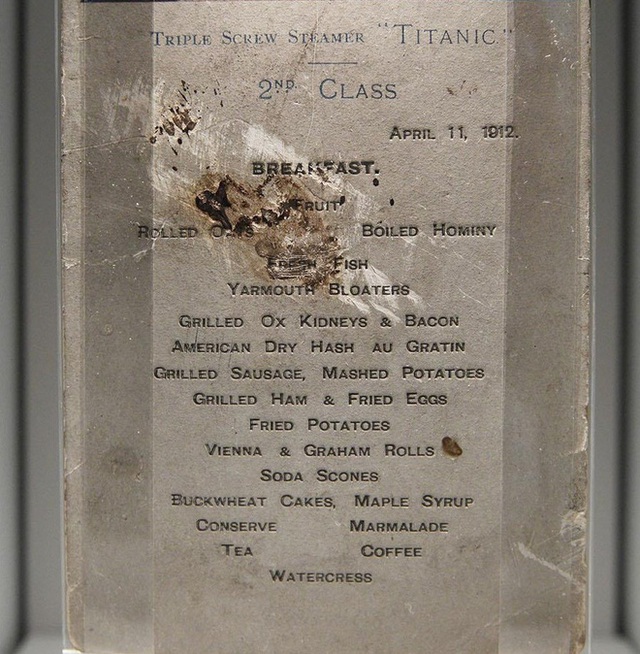 Triple Screw Steamer "Titanic"
2ND. Class
April 11, 1912.
BREAKFAST.
Fruit
Rolled Oats Boiled Hominy
Fresh Fish
Yarmouth Bloaters
Grilled Ox Kidneys & Bacon
American Dry Hash au Gratin
Grilled Sausage, Mashed Potatoes
Grilled Ham & Fried Eggs
Fried Potatoes
Vienna & Graham Rolls
Soda Scones
Buckwheat Cakes, Maple Syrup
Conserve Marmalade
Tea Coffee
Watercress